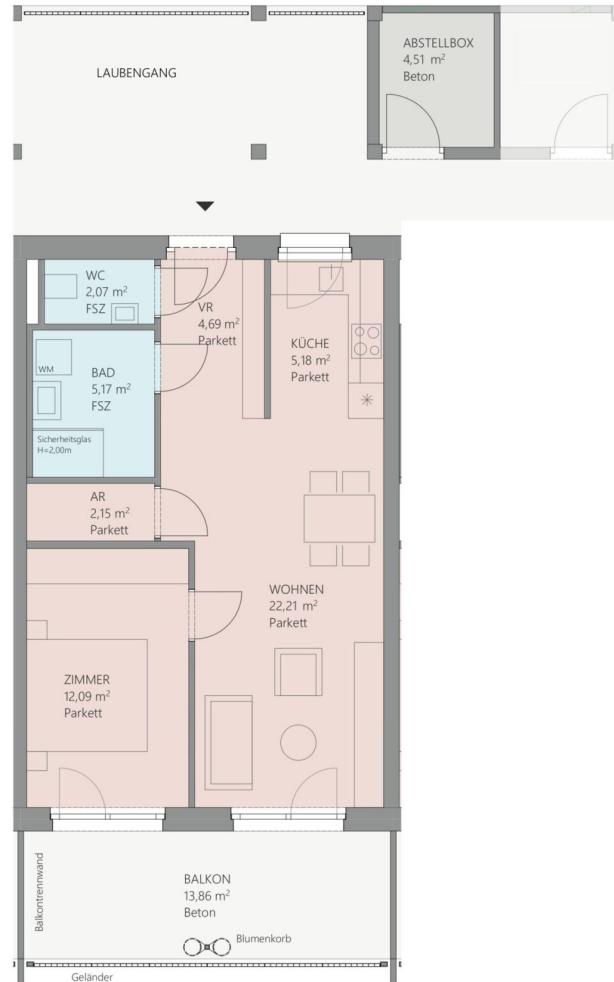 LAUBENGANG
ABSTELLBOX
4,51 m²
Beton
WC
2,07 m²
FSZ
VR
4,69 m²
Parkett
KÜCHE
5,18 m²
Parkett
WM
BAD
5,17 m²
FSZ
Sicherheitsglas
H=2,00m
AR
2,15 m²
Parkett
WOHNEN
22,21 m²
Parkett
ZIMMER
12,09 m²
Parkett
Balkontrennwand
BALKON
13,86 m²
Beton
Blumenkorb
Geländer